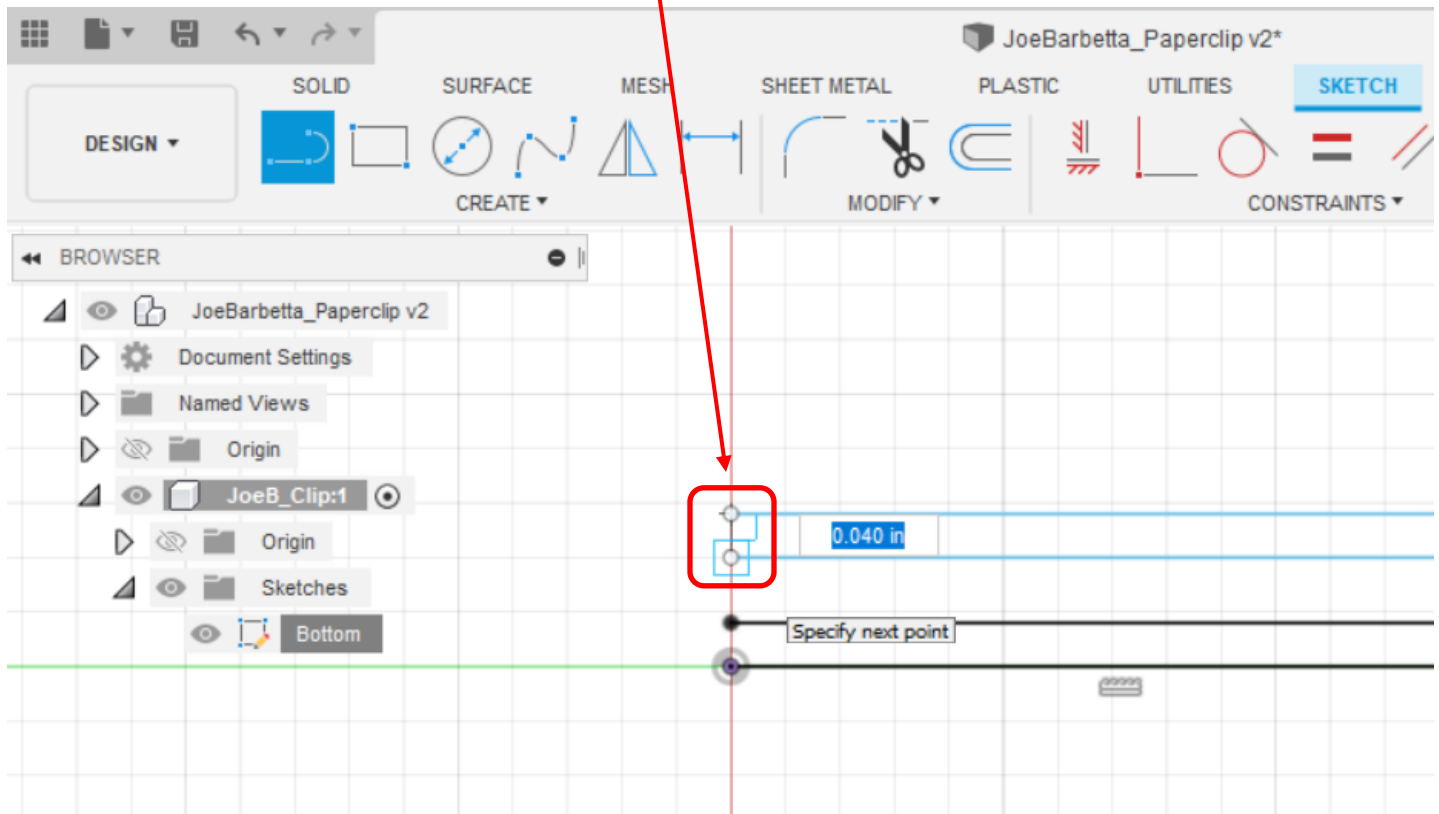 JoeBarbetta_Paperclip v2*
SOLID SURFACE MESH SHEET METAL PLASTIC UTILITIES SKETCH
DESIGN
CREATE MODIFY CONSTRAINTS
BROWSER
JoeBarbetta_Paperclip v2
Document Settings
Named Views
Origin
JoeB_Clip:1
Origin
0.040 in
Sketches
Bottom
Specify next point